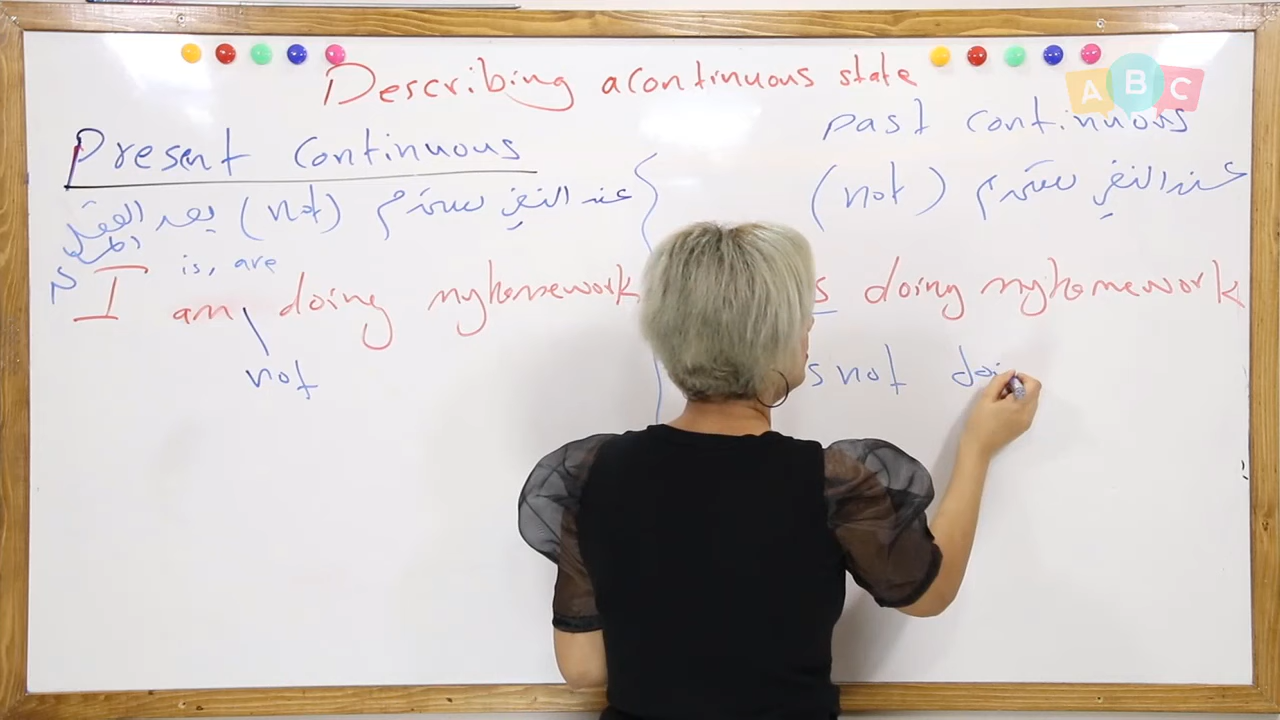 Describing a continuous state
A B C
Present continuous
عند النفي نستخدم (not) بعد الفعل
is, are
I am doing my homework
not
past continuous
عند النفي نستخدم (not)
s doing my homework
s not doi